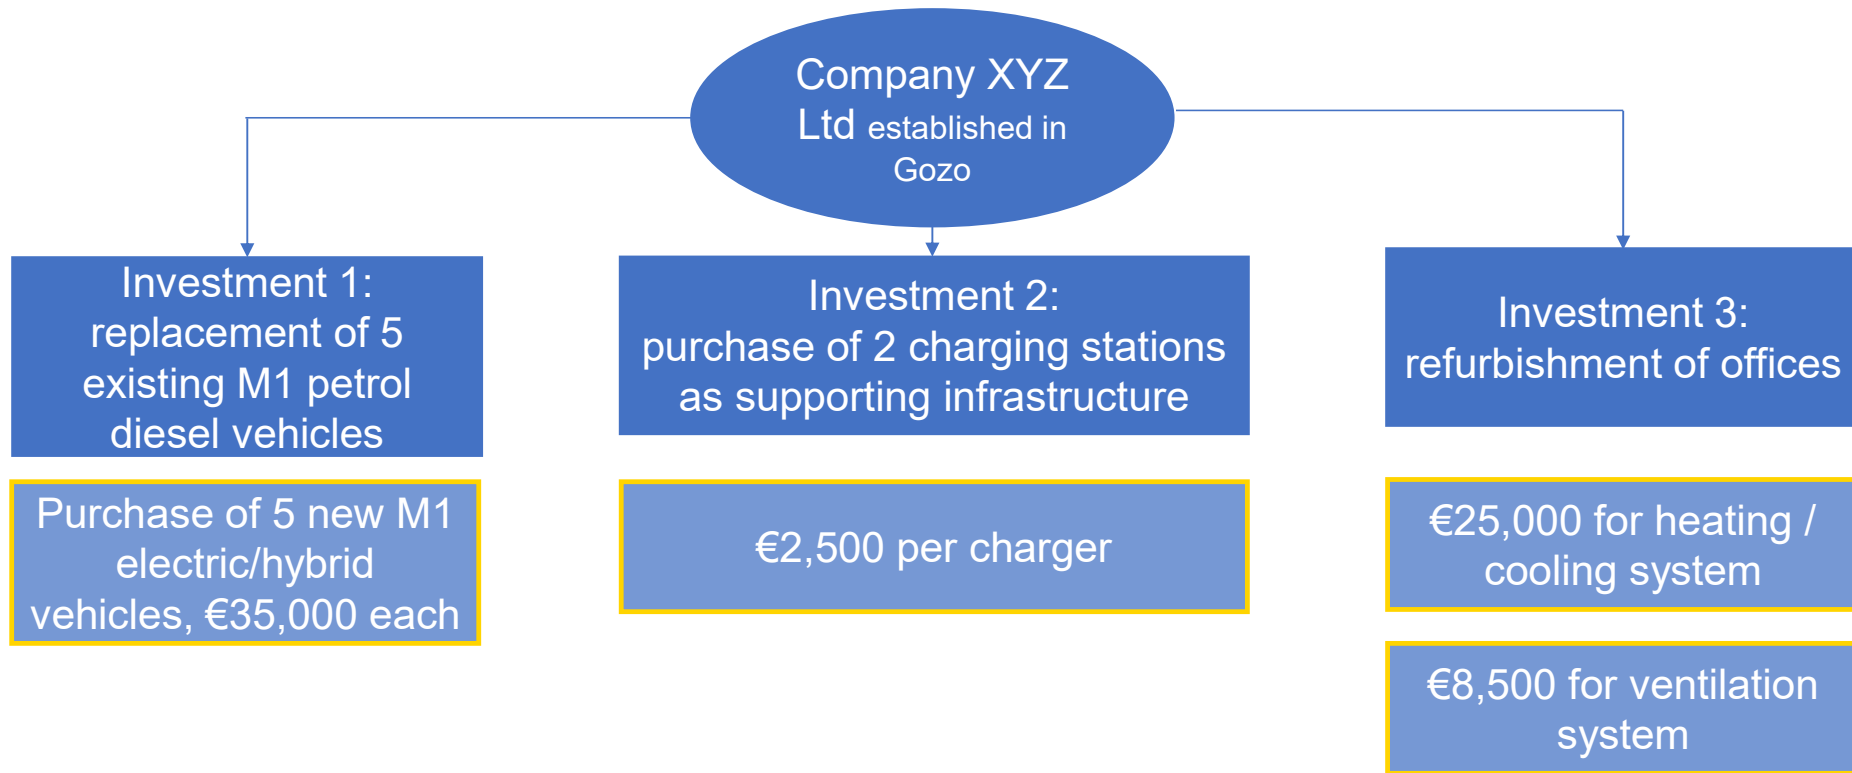 Company XYZ
Ltd established in
Gozo
Investment 1:
replacement of 5
existing M1 petrol
diesel vehicles
Purchase of 5 new M1
electric/hybrid
vehicles, €35,000 each
Investment 2:
purchase of 2 charging stations
as supporting infrastructure
€2,500 per charger
Investment 3:
refurbishment of offices
€25,000 for heating /
cooling system
€8,500 for ventilation
system